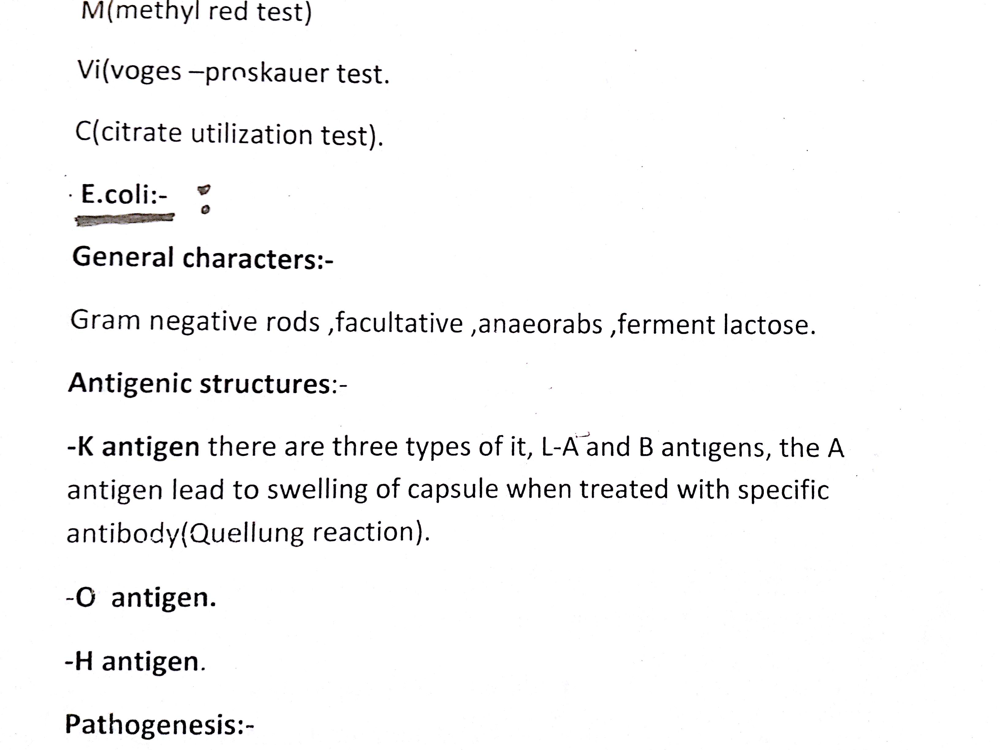 M(methyl red test)
Vi(voges –proskauer test.
C(citrate utilization test).
E.coli:-
General characters:-
Gram negative rods ,facultative ,anaeorabs ,ferment lactose.
Antigenic structures:-
-K antigen there are three types of it, L-A and B antigens, the A
antigen lead to swelling of capsule when treated with specific
antibody(Quellung reaction).
-O antigen.
-H antigen.
Pathogenesis:-